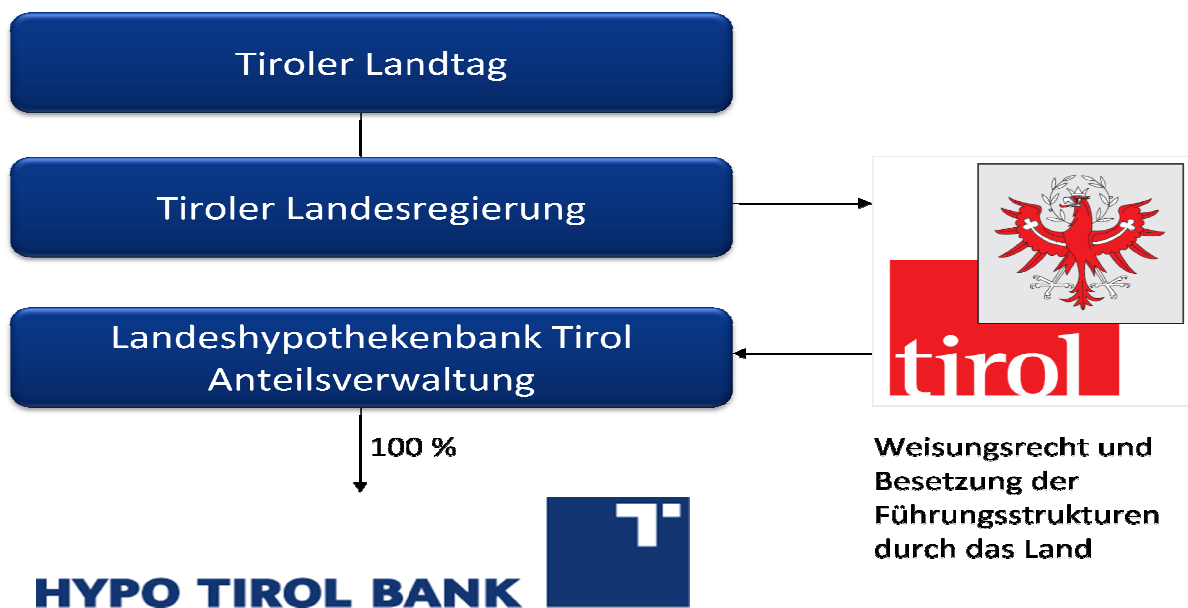 Tiroler Landtag
Tiroler Landesregierung
Landeshypothekenbank Tirol
Anteilsverwaltung
100 %
HYPO TIROL BANK
tirol
Weisungsrecht und
Besetzung der
Führungsstrukturen
durch das Land